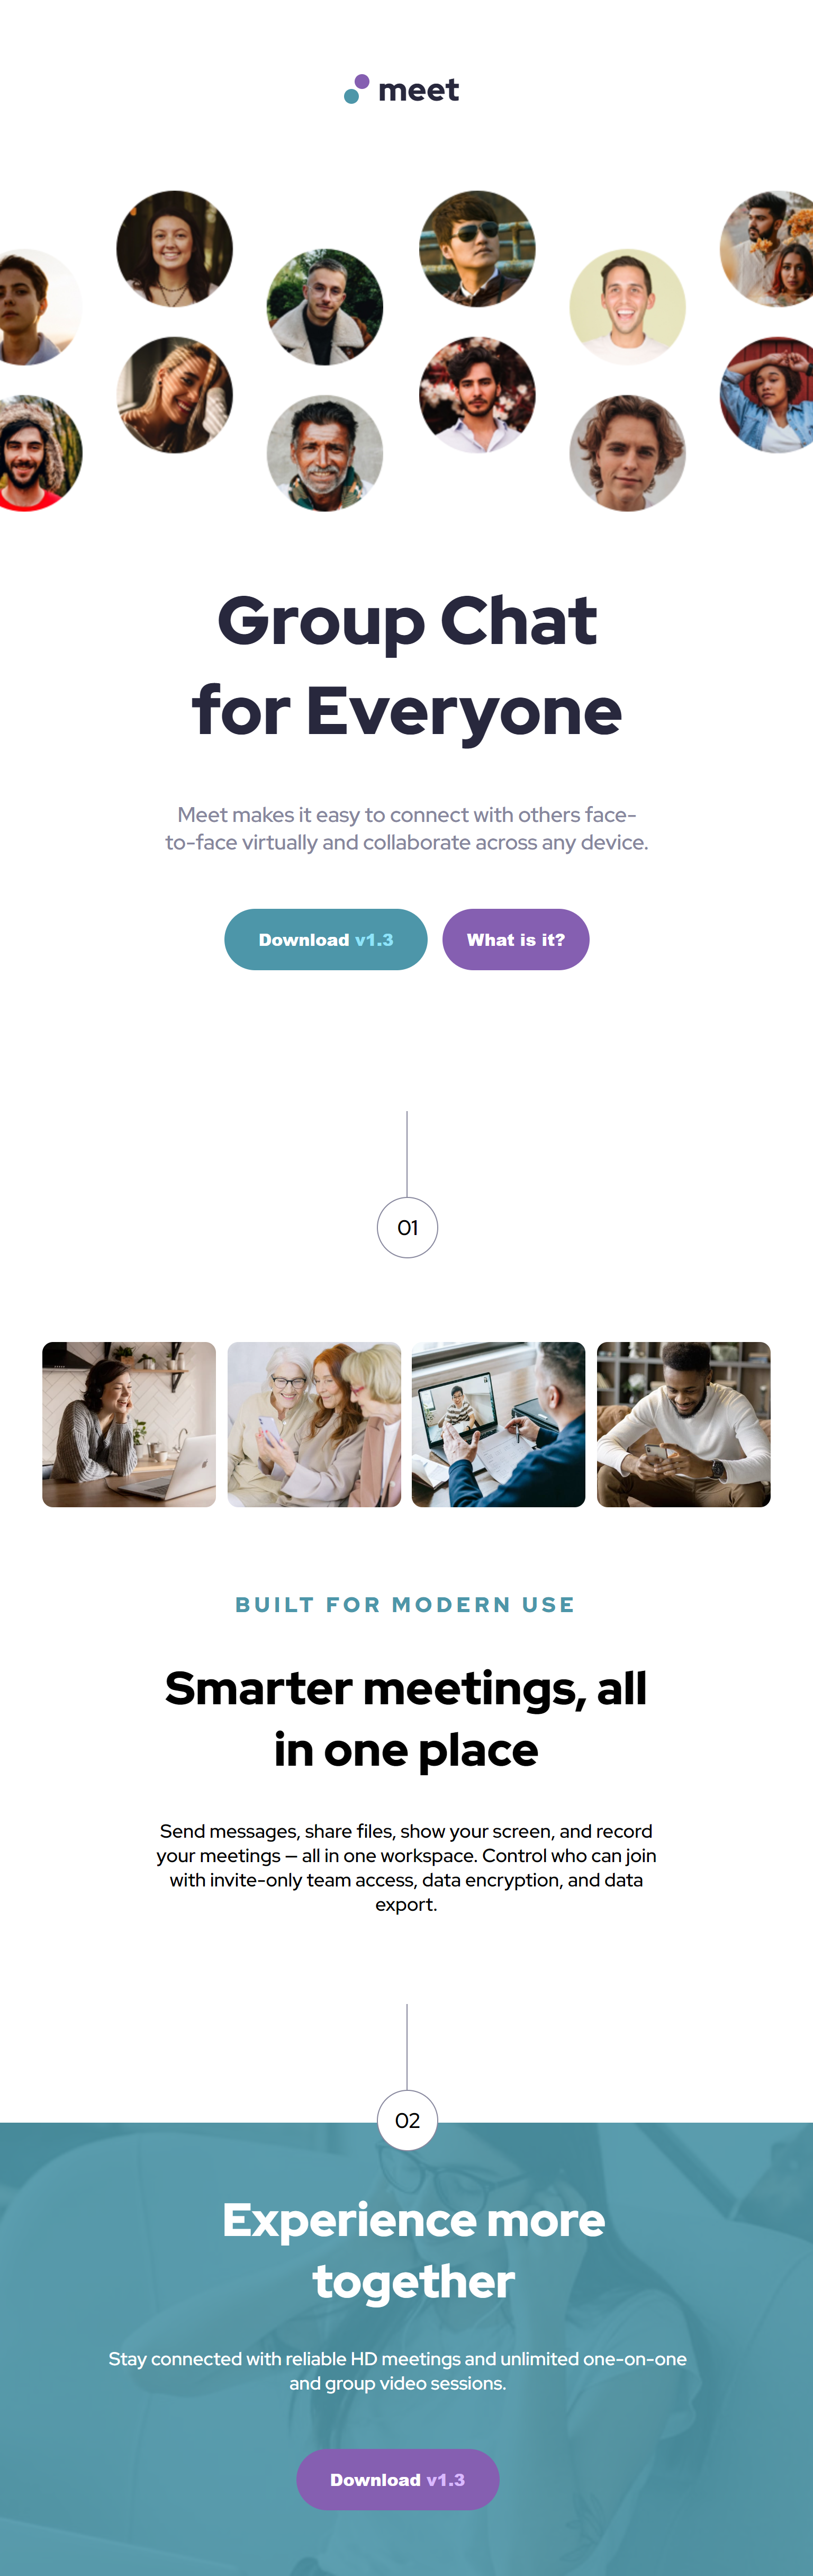 meet
Group Chat
for Everyone
Meet makes it easy to connect with others face-
to-face virtually and collaborate across any device.
Download v1.3
What is it?
01
BUILT FOR MODERN USE
Smarter meetings, all
in one place
Send messages, share files, show your screen, and record
your meetings — all in one workspace. Control who can join
with invite-only team access, data encryption, and data
export.
02
Experience more
together
Stay connected with reliable HD meetings and unlimited one-on-one
and group video sessions.
Download v1.3